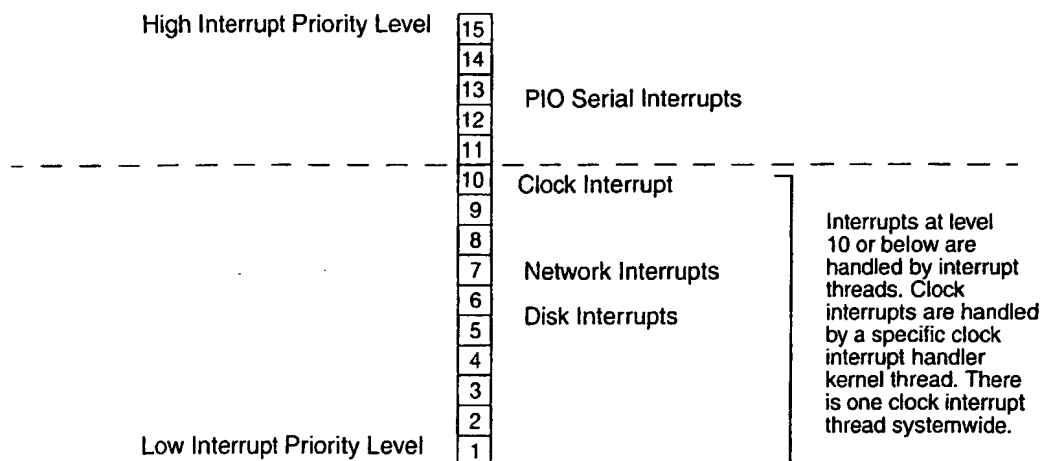 High Interrupt Priority Level 15
14
13
PIO Serial Interrupts
12
11
10 Clock Interrupt
9
8
7 Network Interrupts
6
Disk Interrupts
5
4
3
2
Low Interrupt Priority Level 1
Interrupts at level
10 or below are
handled by interrupt
threads. Clock
interrupts are handled
by a specific clock
interrupt handler
kernel thread. There
is one clock interrupt
thread systemwide.